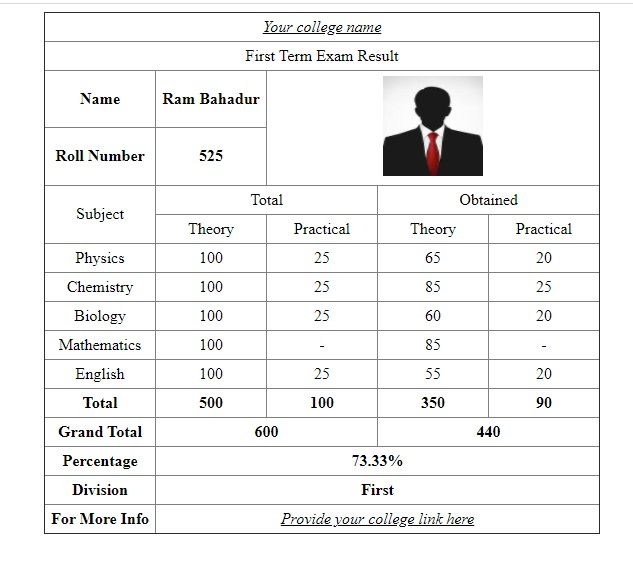 Your college name
First Term Exam Result
Name Ram Bahadur
Roll Number 525
Subject Total Obtained
Theory Practical Theory Practical
Physics 100 25 65 20
Chemistry 100 25 85 25
Biology 100 25 60 20
Mathematics 100 - 85 -
English 100 25 55 20
Total 500 100 350 90
Grand Total 600 440
Percentage 73.33%
Division First
For More Info Provide your college link here